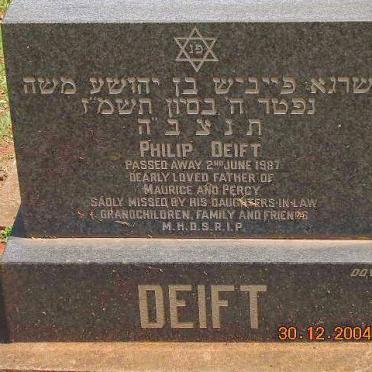 פנ
שרגא פייביש בן יהושע משה
נפטר ה' בסיון תשמ"ז
ת נ צ ב "ה
PHILIP DEIFT
PASSED AWAY 2ND JUNE 1987
DEARLY LOVED FATHER OF
MAURICE AND PERCY
SADLY MISSED BY HIS DAUGHTERS-IN-LAW
GRANDCHILDREN, FAMILY AND FRIENDS
M.H.D.S.R.I.P.
DEIFT
30.12.2004